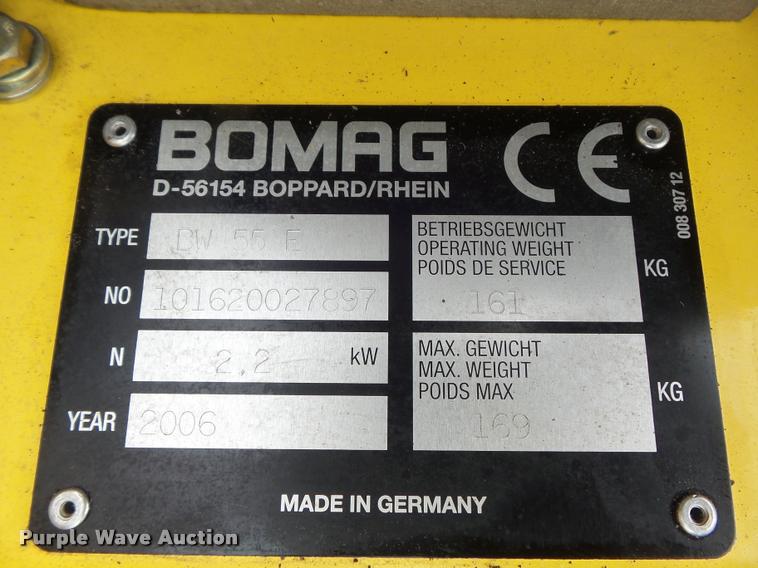 BOMAG
CE
D-56154 BOPPARD/RHEIN
008 307 12
TYPE BW 55 E
NO 101620027897
N 2.2 kW
YEAR 2006
BETRIEBSGEWICHT
OPERATING WEIGHT
POIDS DE SERVICE
161 KG
MAX. GEWICHT
MAX. WEIGHT
POIDS MAX
169 KG
MADE IN GERMANY
Purple Wave Auction